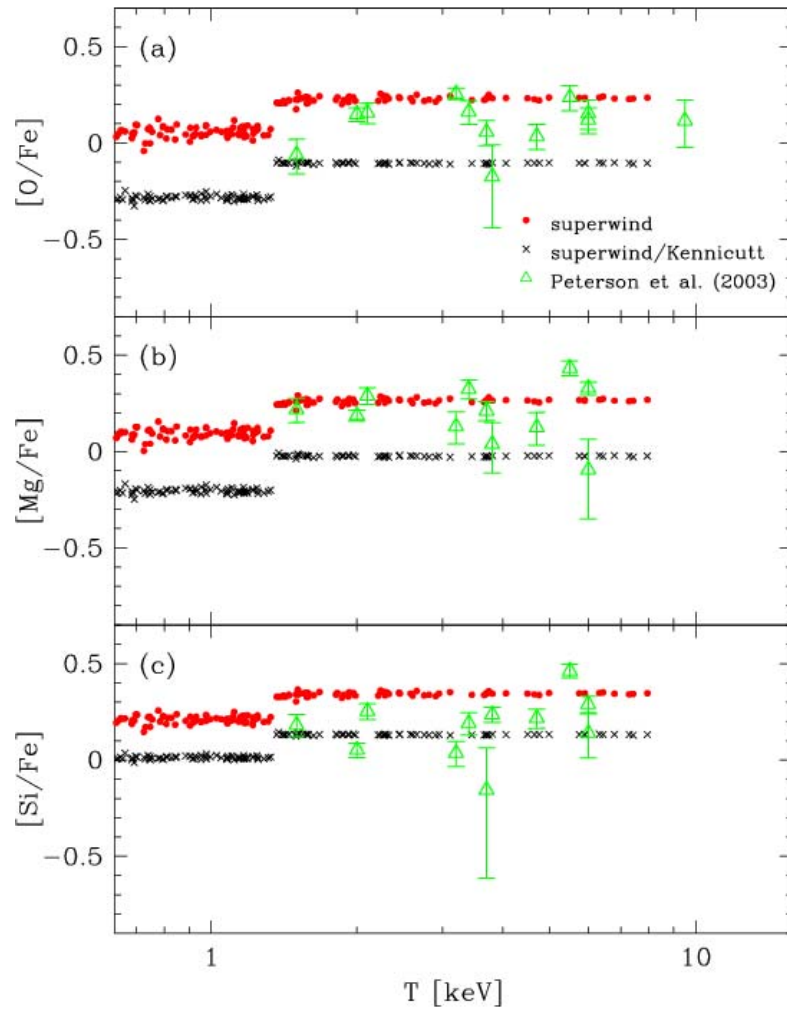 (a)
0.5
0
−0.5
[O/Fe]
superwind
superwind/Kennicutt
Peterson et al. (2003)
(b)
0.5
0
−0.5
[Mg/Fe]
(c)
0.5
0
−0.5
[Si/Fe]
1
10
T [keV]